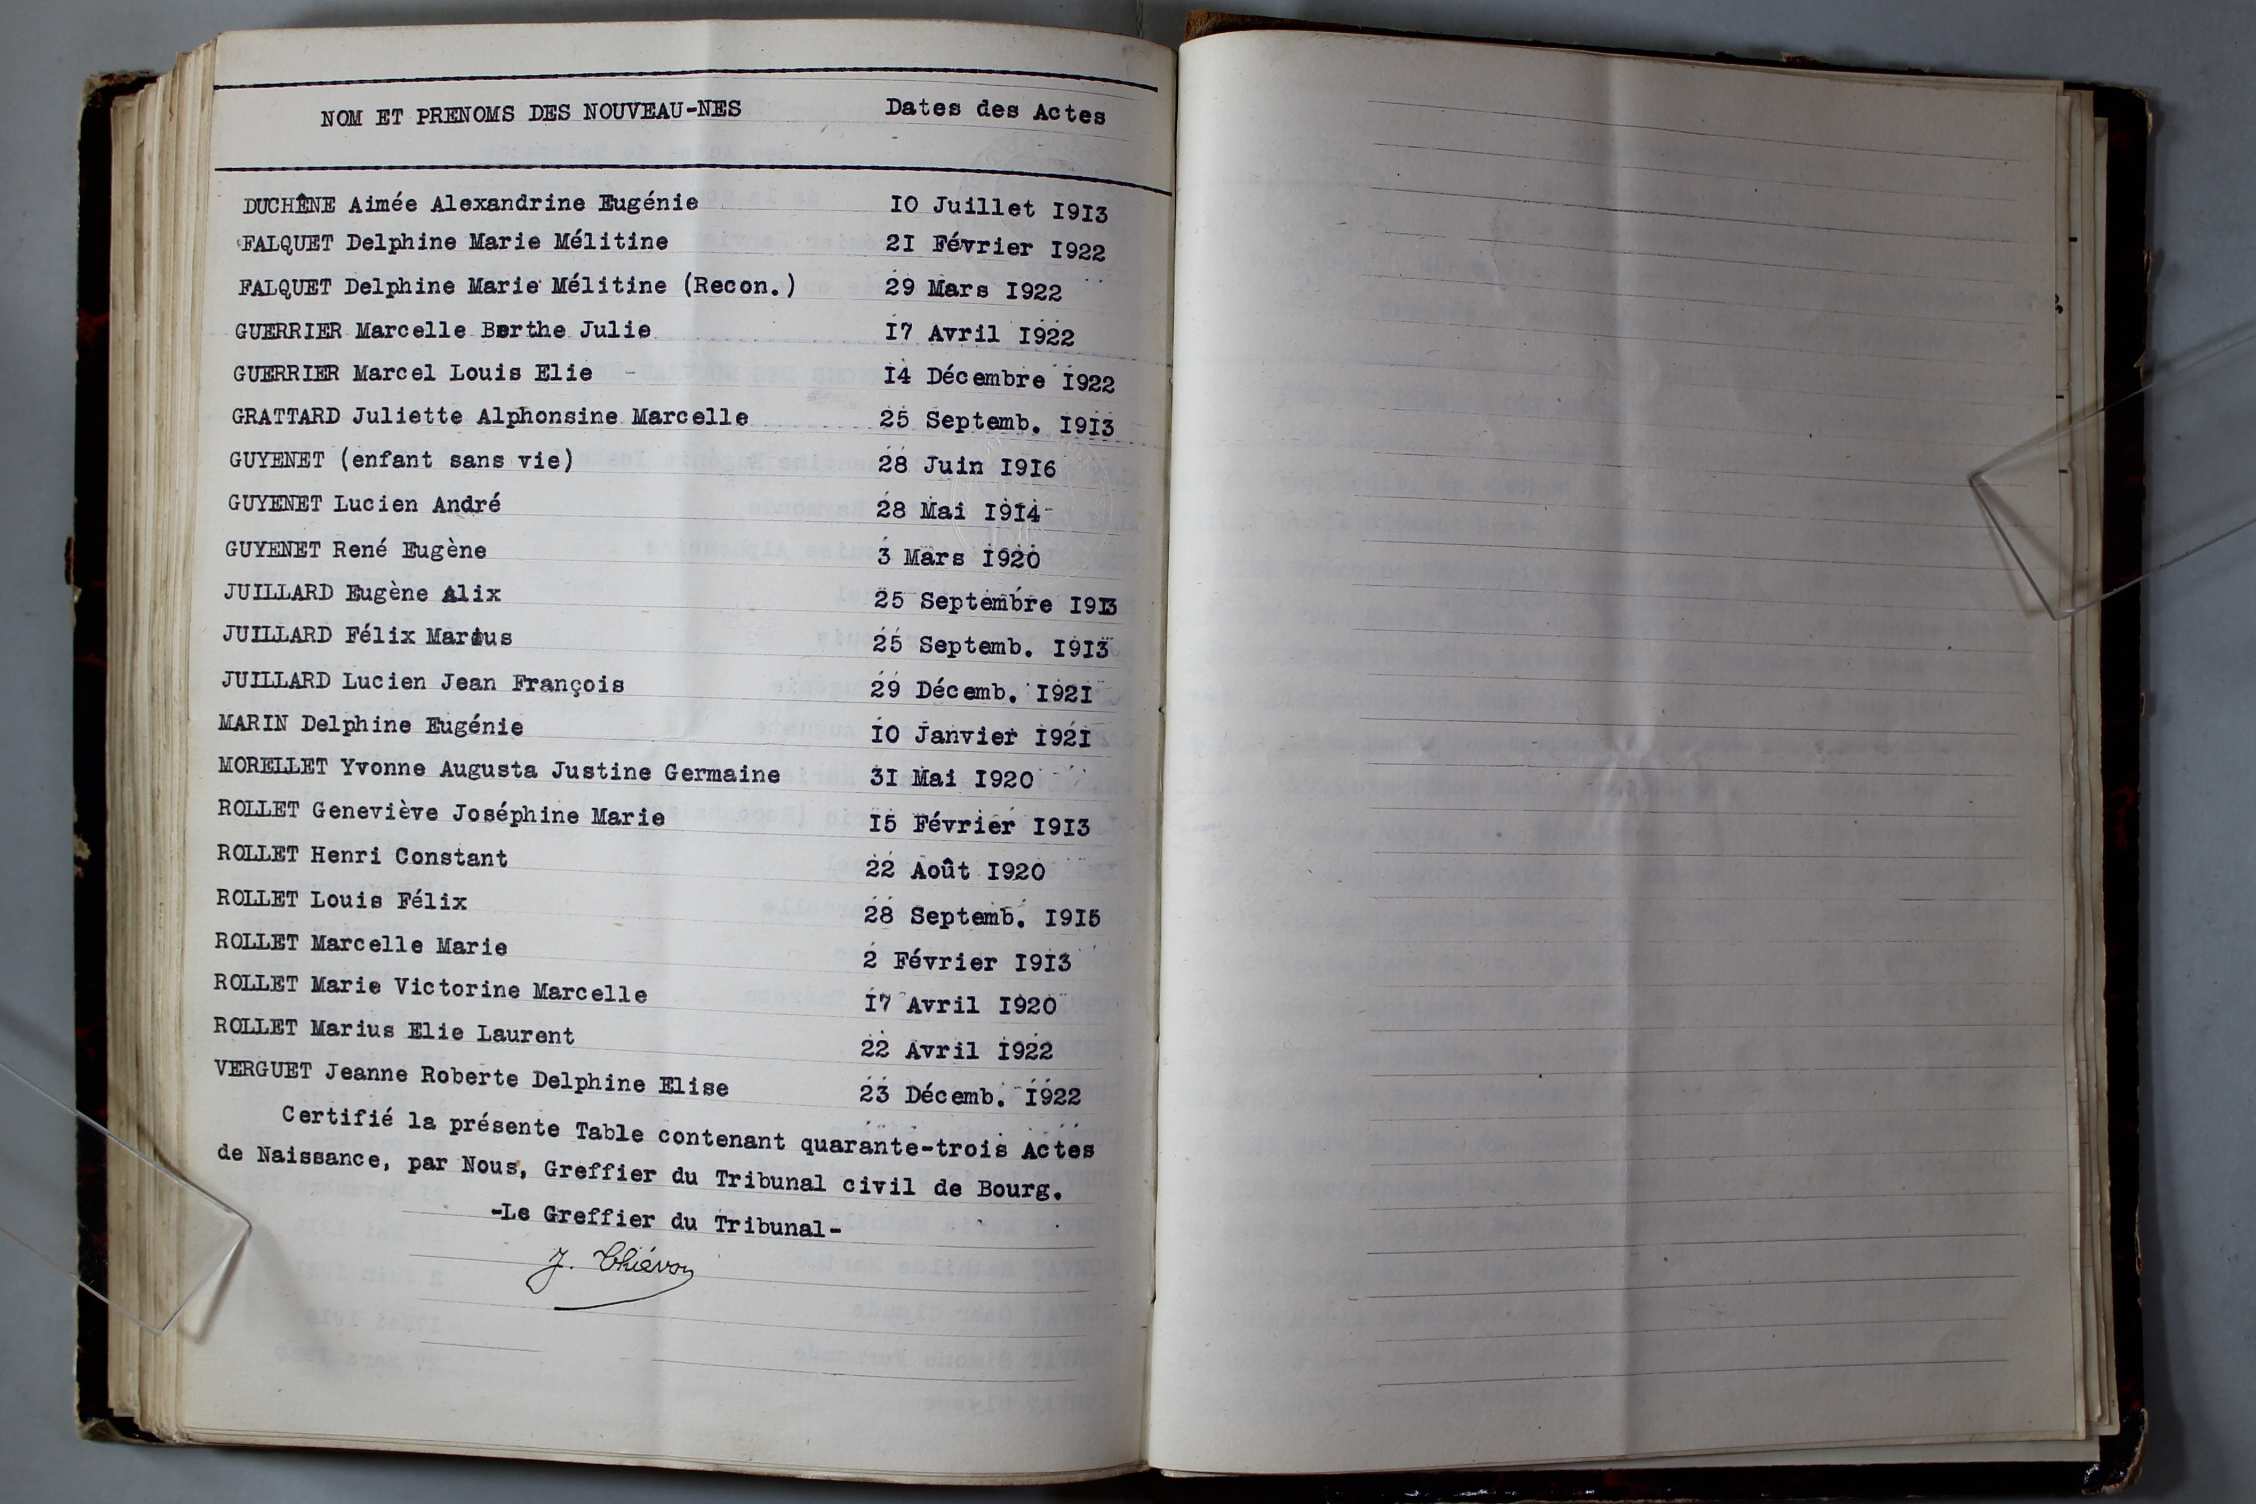 NOM ET PRENOMS DES NOUVEAU-NES Dates des Actes
DUCHÊNE Aimée Alexandrine Eugénie 10 Juillet 1913
FALQUET Delphine Marie Mélitine 21 Février 1922
FALQUET Delphine Marie Mélitine (Recon.) 29 Mars 1922
GUERRIER Marcelle Berthe Julie 17 Avril 1922
GUERRIER Marcel Louis Elie - 14 Décembre 1922
GRATTARD Juliette Alphonsine Marcelle 25 Septemb. 1913
GUYENET (enfant sans vie) 28 Juin 1916
GUYENET Lucien André 28 Mai 1914
GUYENET René Eugène 3 Mars 1920
JUILLARD Eugène Alix 25 Septembre 1913
JUILLARD Félix Marius 25 Septemb. 1913
JUILLARD Lucien Jean François 29 Décemb. 1921
MARIN Delphine Eugénie 10 Janvier 1921
MORELLET Yvonne Augusta Justine Germaine 31 Mai 1920
ROLLET Geneviève Joséphine Marie 15 Février 1913
ROLLET Henri Constant 22 Août 1920
ROLLET Louis Félix 28 Septemb. 1915
ROLLET Marcelle Marie 2 Février 1913
ROLLET Marie Victorine Marcelle 17 Avril 1920
ROLLET Marius Elie Laurent 22 Avril 1922
VERGUET Jeanne Roberte Delphine Elise 23 Décemb. 1922
Certifié la présente Table contenant quarante-trois Actes
de Naissance, par Nous, Greffier du Tribunal civil de Bourg.
-Le Greffier du Tribunal-
J. Thiévon